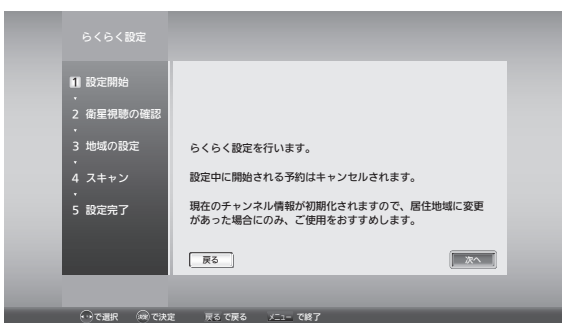 らくらく設定
1 設定開始
2 衛星視聴の確認
3 地域の設定
4 スキャン
5 設定完了
らくらく設定を行います。
設定中に開始される予約はキャンセルされます。
現在のチャンネル情報が初期化されますので、居住地域に変更
があった場合にのみ、ご使用をおすすめします。
戻る 次へ
で選択 決定 で決定 戻る で戻る メニュー で終了